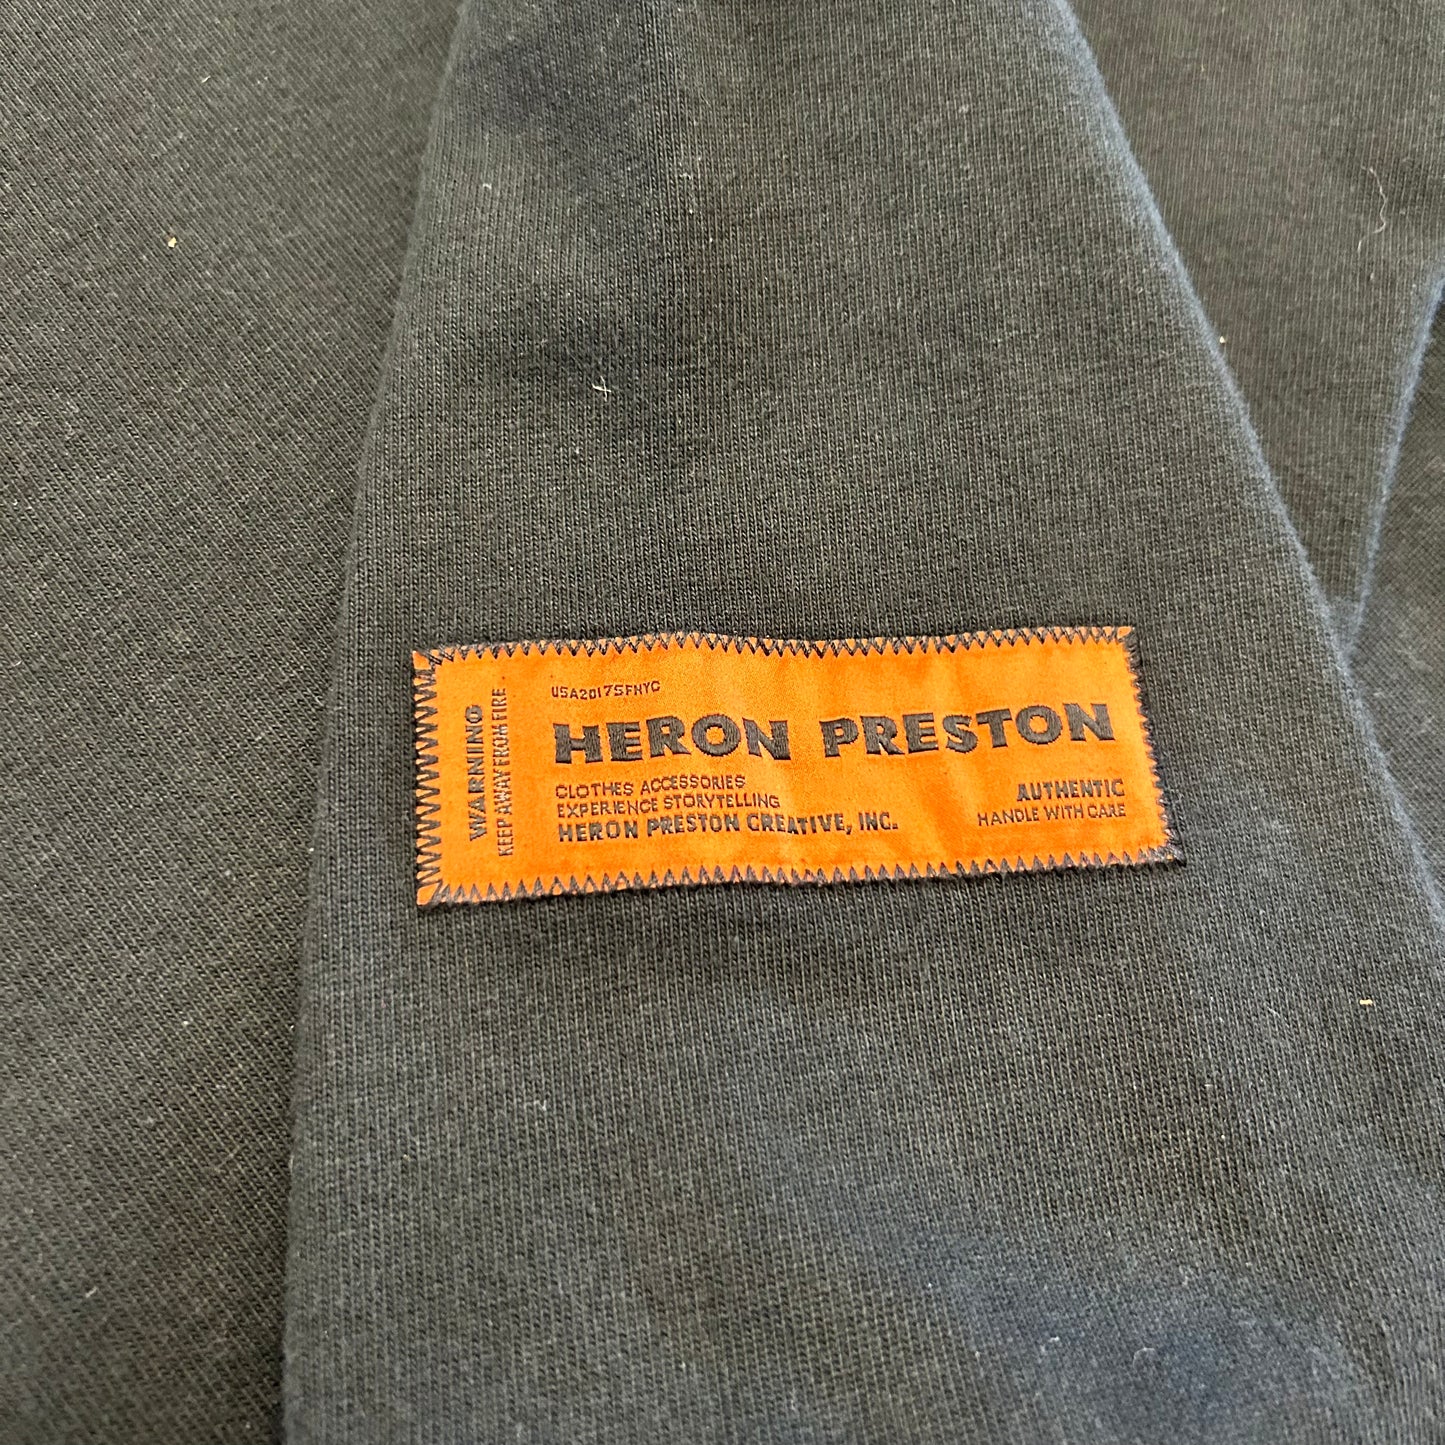 WARNING
KEEP AWAY FROM FIRE
USA2017SFNYC
HERON PRESTON
CLOTHES ACCESSORIES
EXPERIENCE STORYTELLING
HERON PRESTON CREATIVE, INC.
AUTHENTIC
HANDLE WITH CARE